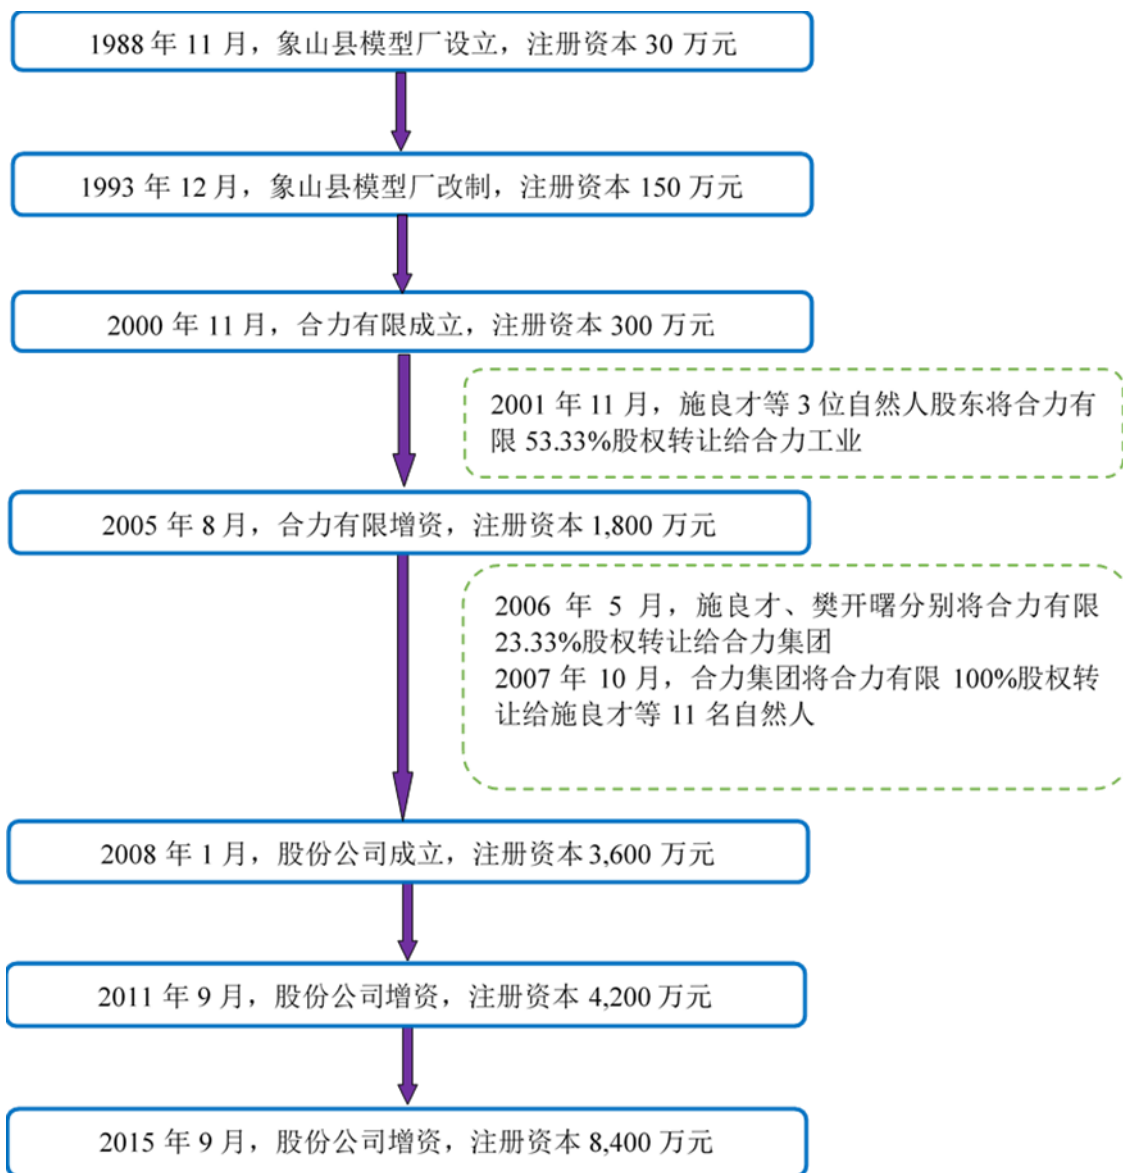 1988 年 11 月，象山县模型厂设立，注册资本 30 万元
1993 年 12 月，象山县模型厂改制，注册资本 150 万元
2000 年 11 月，合力有限成立，注册资本 300 万元
2001 年 11 月，施良才等 3 位自然人股东将合力有
限 53.33%股权转让给合力工业
2005 年 8 月，合力有限增资，注册资本 1,800 万元
2006 年 5 月，施良才、樊开曙分别将合力有限
23.33%股权转让给合力集团
2007 年 10 月，合力集团将合力有限 100%股权转
让给施良才等 11 名自然人
2008 年 1 月，股份公司成立，注册资本 3,600 万元
2011 年 9 月，股份公司增资，注册资本 4,200 万元
2015 年 9 月，股份公司增资，注册资本 8,400 万元